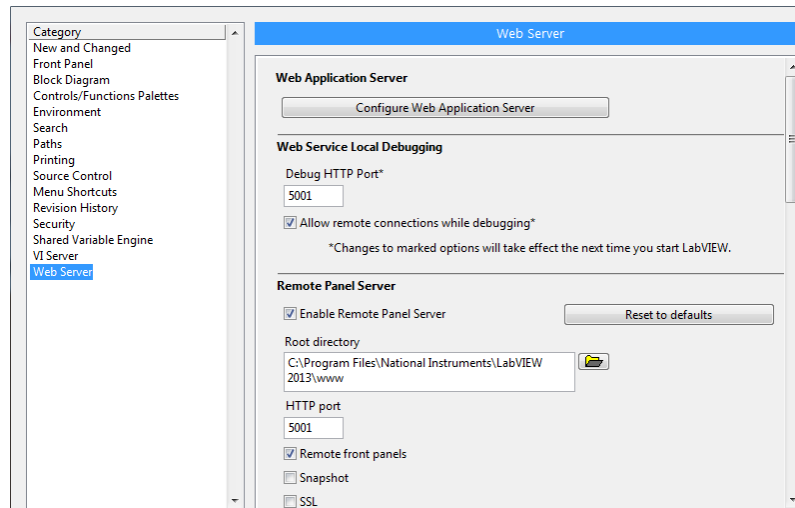 Category
New and Changed
Front Panel
Block Diagram
Controls/Functions Palettes
Environment
Search
Paths
Printing
Source Control
Menu Shortcuts
Revision History
Security
Shared Variable Engine
VI Server
Web Server
Web Server
Web Application Server
Configure Web Application Server
Web Service Local Debugging
Debug HTTP Port*
5001
Allow remote connections while debugging*
*Changes to marked options will take effect the next time you start LabVIEW.
Remote Panel Server
Enable Remote Panel Server
Reset to defaults
Root directory
C:\Program Files\National Instruments\LabVIEW
2013\www
HTTP port
5001
Remote front panels
Snapshot
SSL